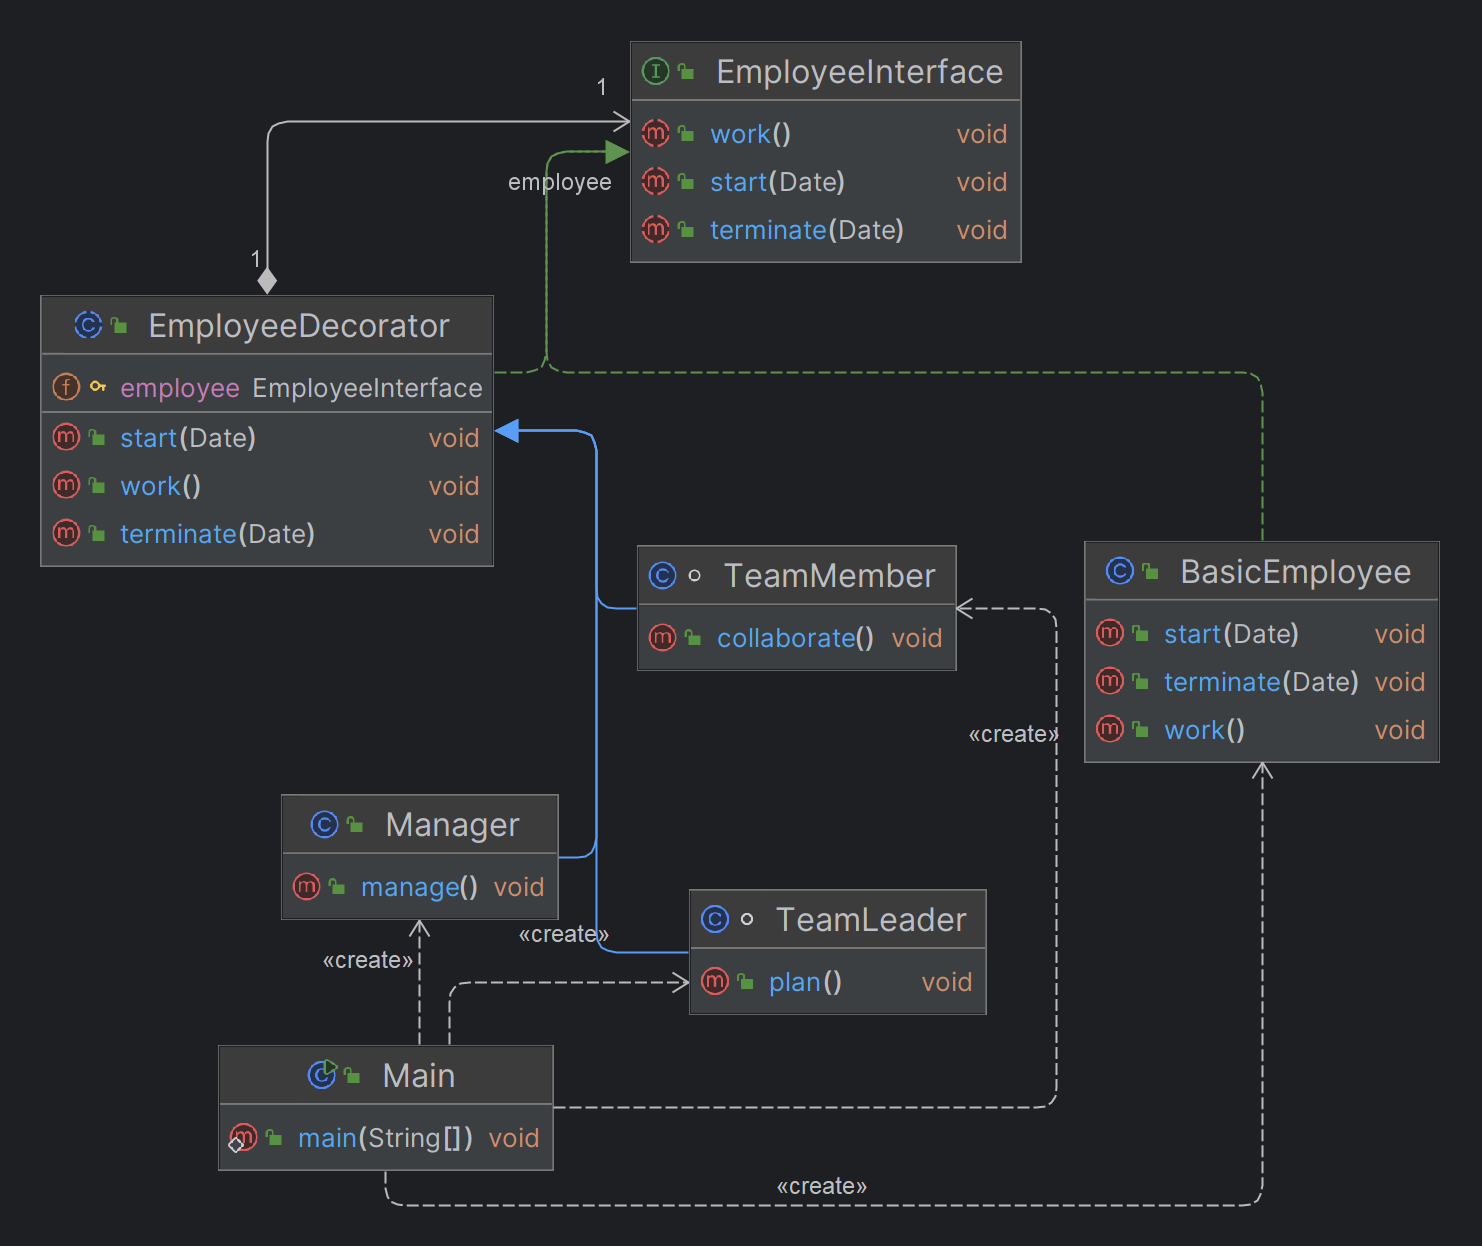 EmployeeInterface
work() void
start(Date) void
terminate(Date) void
1
employee
1
EmployeeDecorator
employee EmployeeInterface
start(Date) void
work() void
terminate(Date) void
TeamMember
collaborate() void
BasicEmployee
start(Date) void
terminate(Date) void
work() void
«create»
Manager
manage() void
«create»
«create»
TeamLeader
plan() void
Main
main(String[]) void
«create»